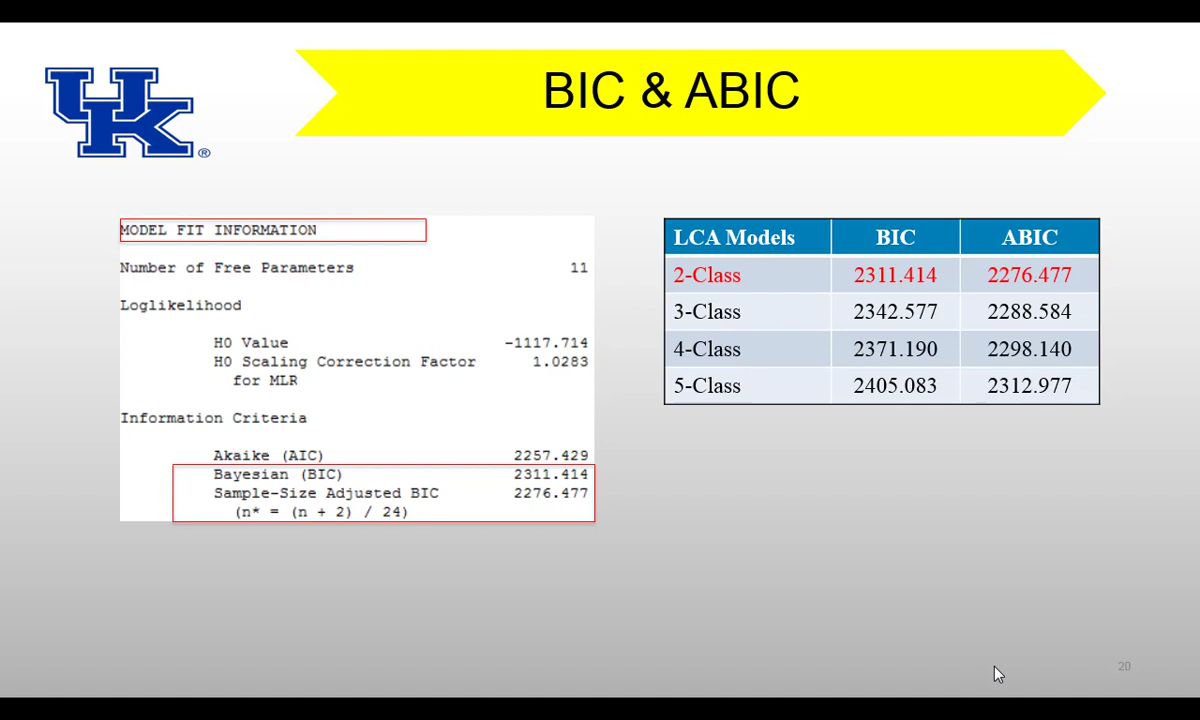 UK ®
BIC & ABIC
MODEL FIT INFORMATION
Number of Free Parameters 11
Loglikelihood
H0 Value -1117.714
H0 Scaling Correction Factor 1.0283
for MLR
Information Criteria
Akaike (AIC) 2257.429
Bayesian (BIC) 2311.414
Sample-Size Adjusted BIC 2276.477
(n* = (n + 2) / 24)
LCA Models BIC ABIC
2-Class 2311.414 2276.477
3-Class 2342.577 2288.584
4-Class 2371.190 2298.140
5-Class 2405.083 2312.977
20